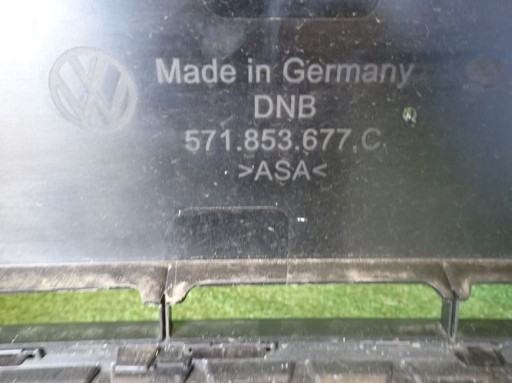 Made in Germany
DNB
571.853.677.C
>ASA<